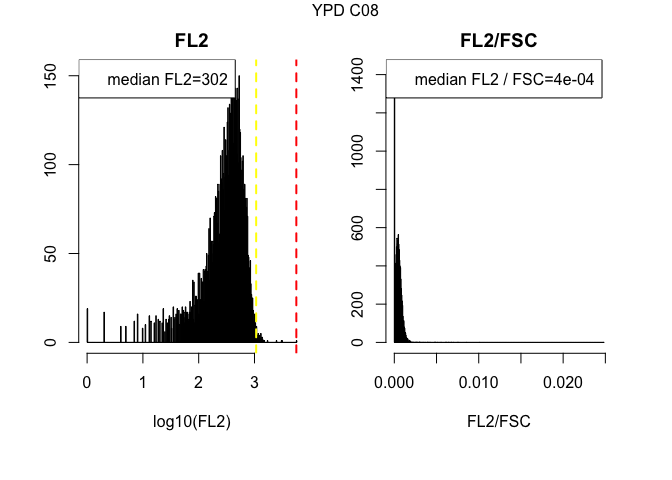 YPD C08
FL2
median FL2=302
0
50
100
150
0
1
2
3
log10(FL2)
FL2/FSC
median FL2 / FSC=4e-04
0
200
600
1000
1400
0.000
0.010
0.020
FL2/FSC